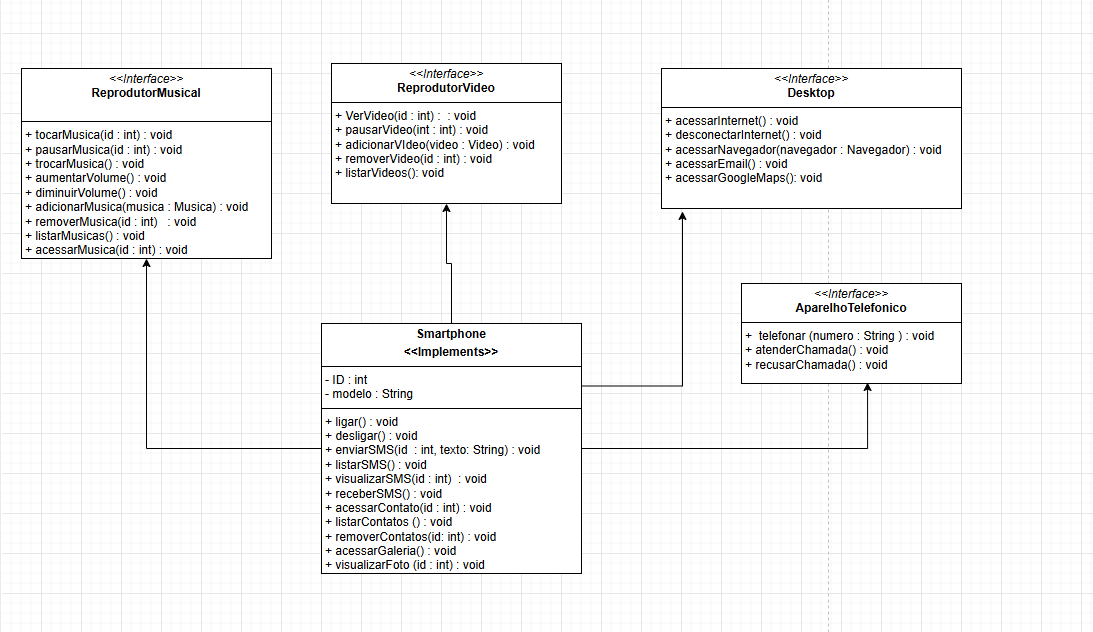 <<Interface>>
ReprodutorMusical
+ tocarMusica(id : int) : void
+ pausarMusica(id : int) : void
+ trocarMusica() : void
+ aumentarVolume() : void
+ diminuirVolume() : void
+ adicionarMusica(musica : Musica) : void
+ removerMusica(id : int)   : void
+ listarMusicas() : void
+ acessarMusica(id : int) : void
<<Interface>>
ReprodutorVideo
+ VerVideo(id : int) :  : void
+ pausarVideo(int : int) : void
+ adicionarVIdeo(video : Video) : void
+ removerVideo(id : int) : void
+ listarVideos(): void
<<Interface>>
Desktop
+ acessarInternet() : void
+ desconectarInternet() : void
+ acessarNavegador(navegador : Navegador) : void
+ acessarEmail() : void
+ acessarGoogleMaps(): void
<<Interface>>
AparelhoTelefonico
+  telefonar (numero : String ) : void
+ atenderChamada() : void
+ recusarChamada() : void
Smartphone
<<Implements>>
- ID : int
- modelo : String
+ ligar() : void
+ desligar() : void
+ enviarSMS(id  : int, texto: String) : void
+ listarSMS() : void
+ visualizarSMS(id : int)  : void
+ receberSMS() : void
+ acessarContato(id : int) : void
+ listarContatos () : void
+ removerContatos(id: int) : void
+ acessarGaleria() : void
+ visualizarFoto (id : int) : void